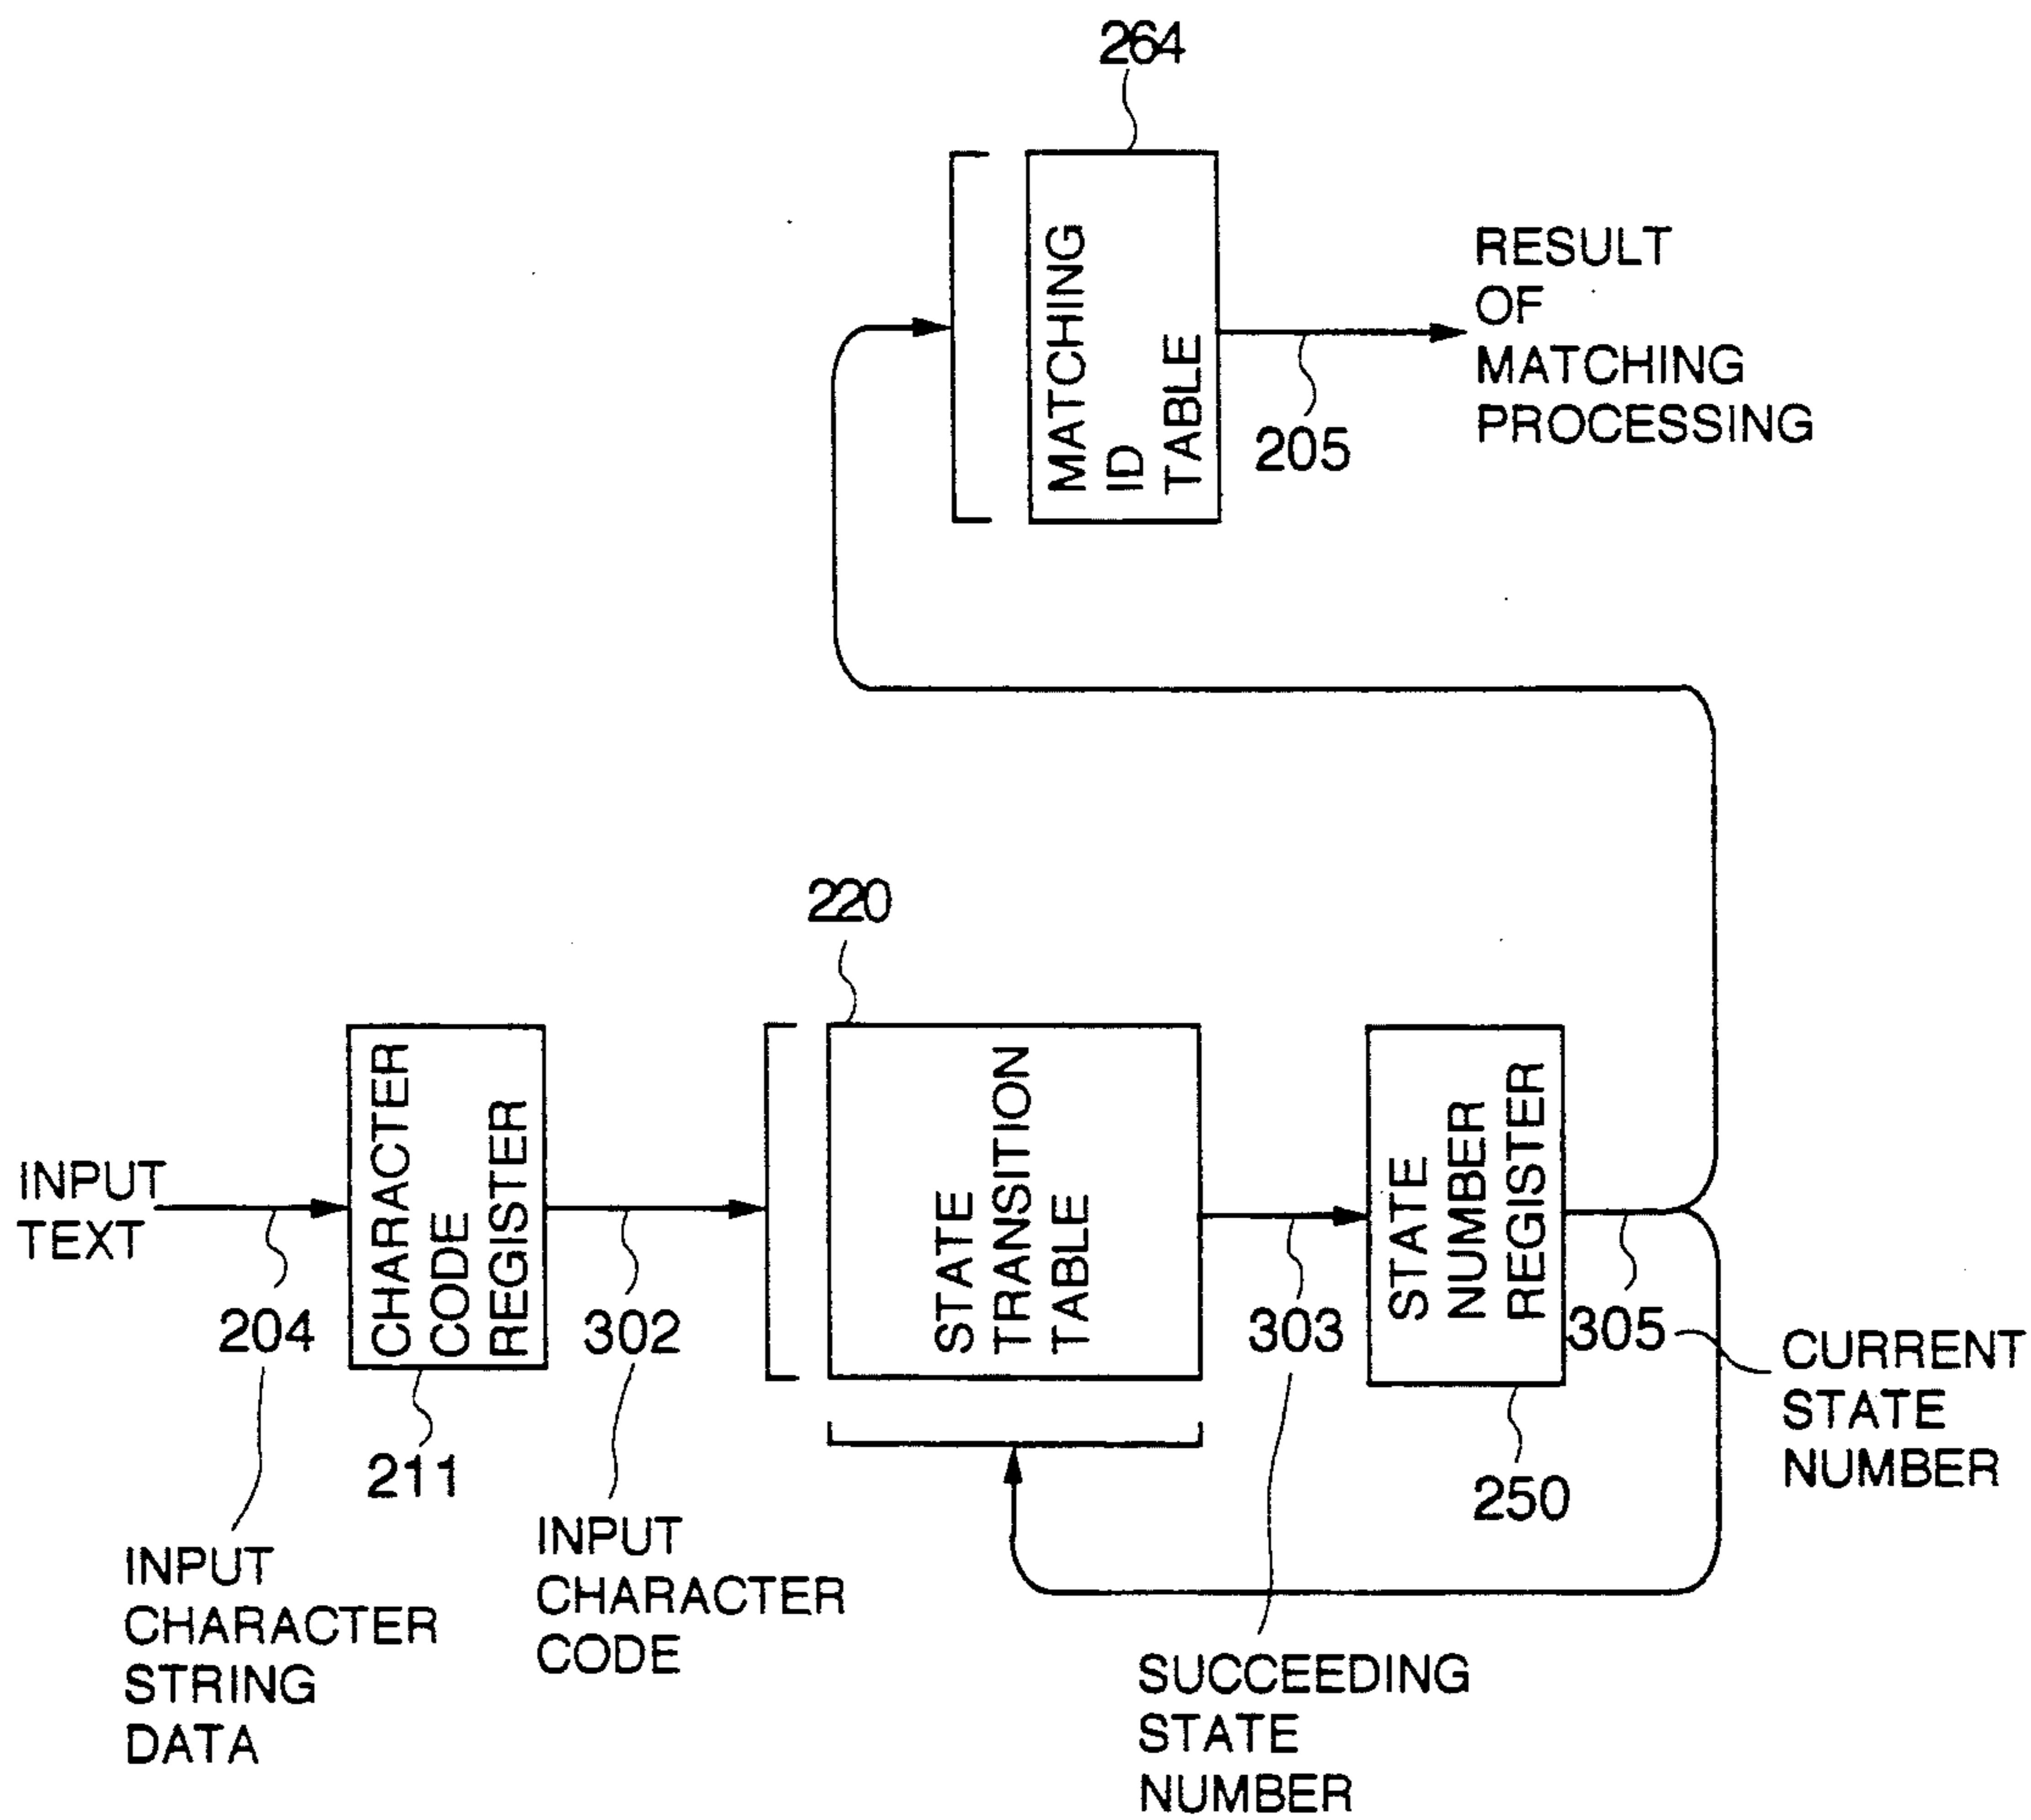 264
MATCHING
ID
TABLE
RESULT
OF
MATCHING
PROCESSING
205
220
INPUT
TEXT
204
CHARACTER
CODE
REGISTER
211
302
STATE
TRANSITION
TABLE
303
STATE
NUMBER
REGISTER
250
305
CURRENT
STATE
NUMBER
INPUT
CHARACTER
STRING
DATA
INPUT
CHARACTER
CODE
SUCCEEDING
STATE
NUMBER